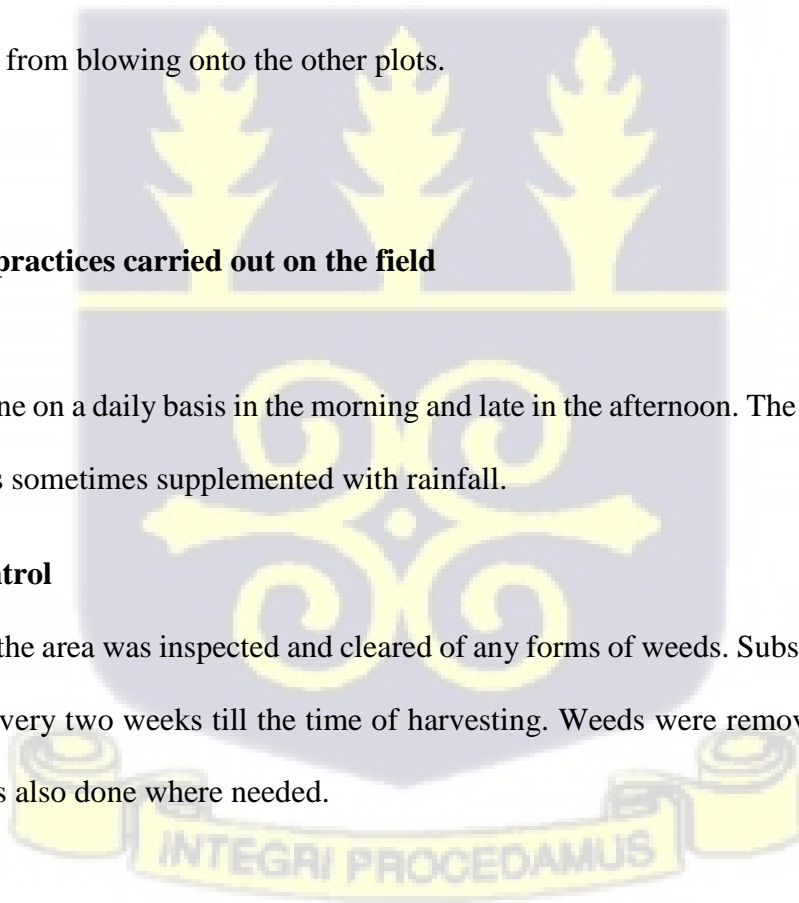 from blowing onto the other plots.
practices carried out on the field
ne on a daily basis in the morning and late in the afternoon. The
s sometimes supplemented with rainfall.
ntrol
the area was inspected and cleared of any forms of weeds. Subs
very two weeks till the time of harvesting. Weeds were remov
s also done where needed.
INTEGRI PROCEDAMUS